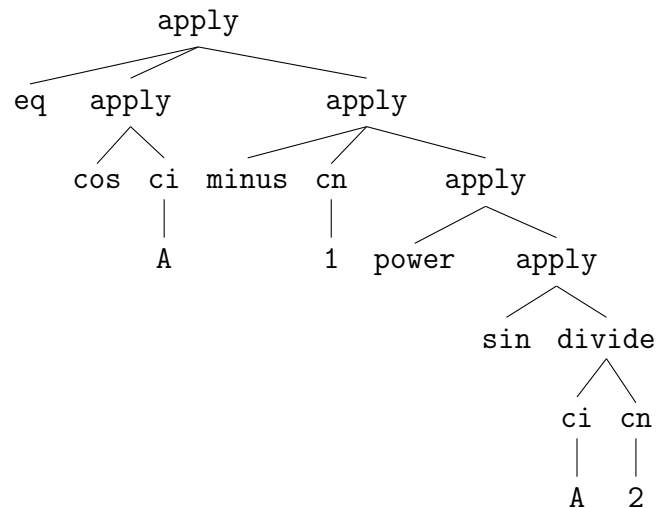 apply
eq apply apply
cos ci minus cn apply
A 1 power apply
sin divide
ci cn
A 2